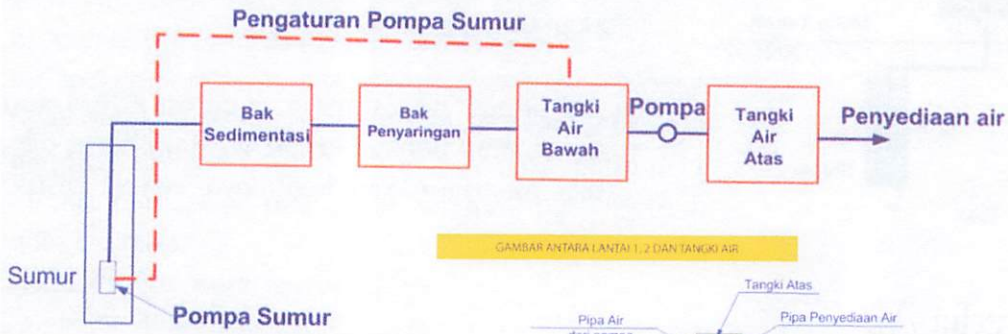 Pengaturan Pompa Sumur
Bak
Sedimentasi
Bak
Penyaringan
Tangki
Air
Bawah
Pompa
Tangki
Air
Atas
Penyediaan air
GAMBAR ANTARA LANTAI 1, 2 DAN TANGKI AIR
Sumur
Pompa Sumur
Tangki Atas
Pipa Air
Pipa Penyediaan Air